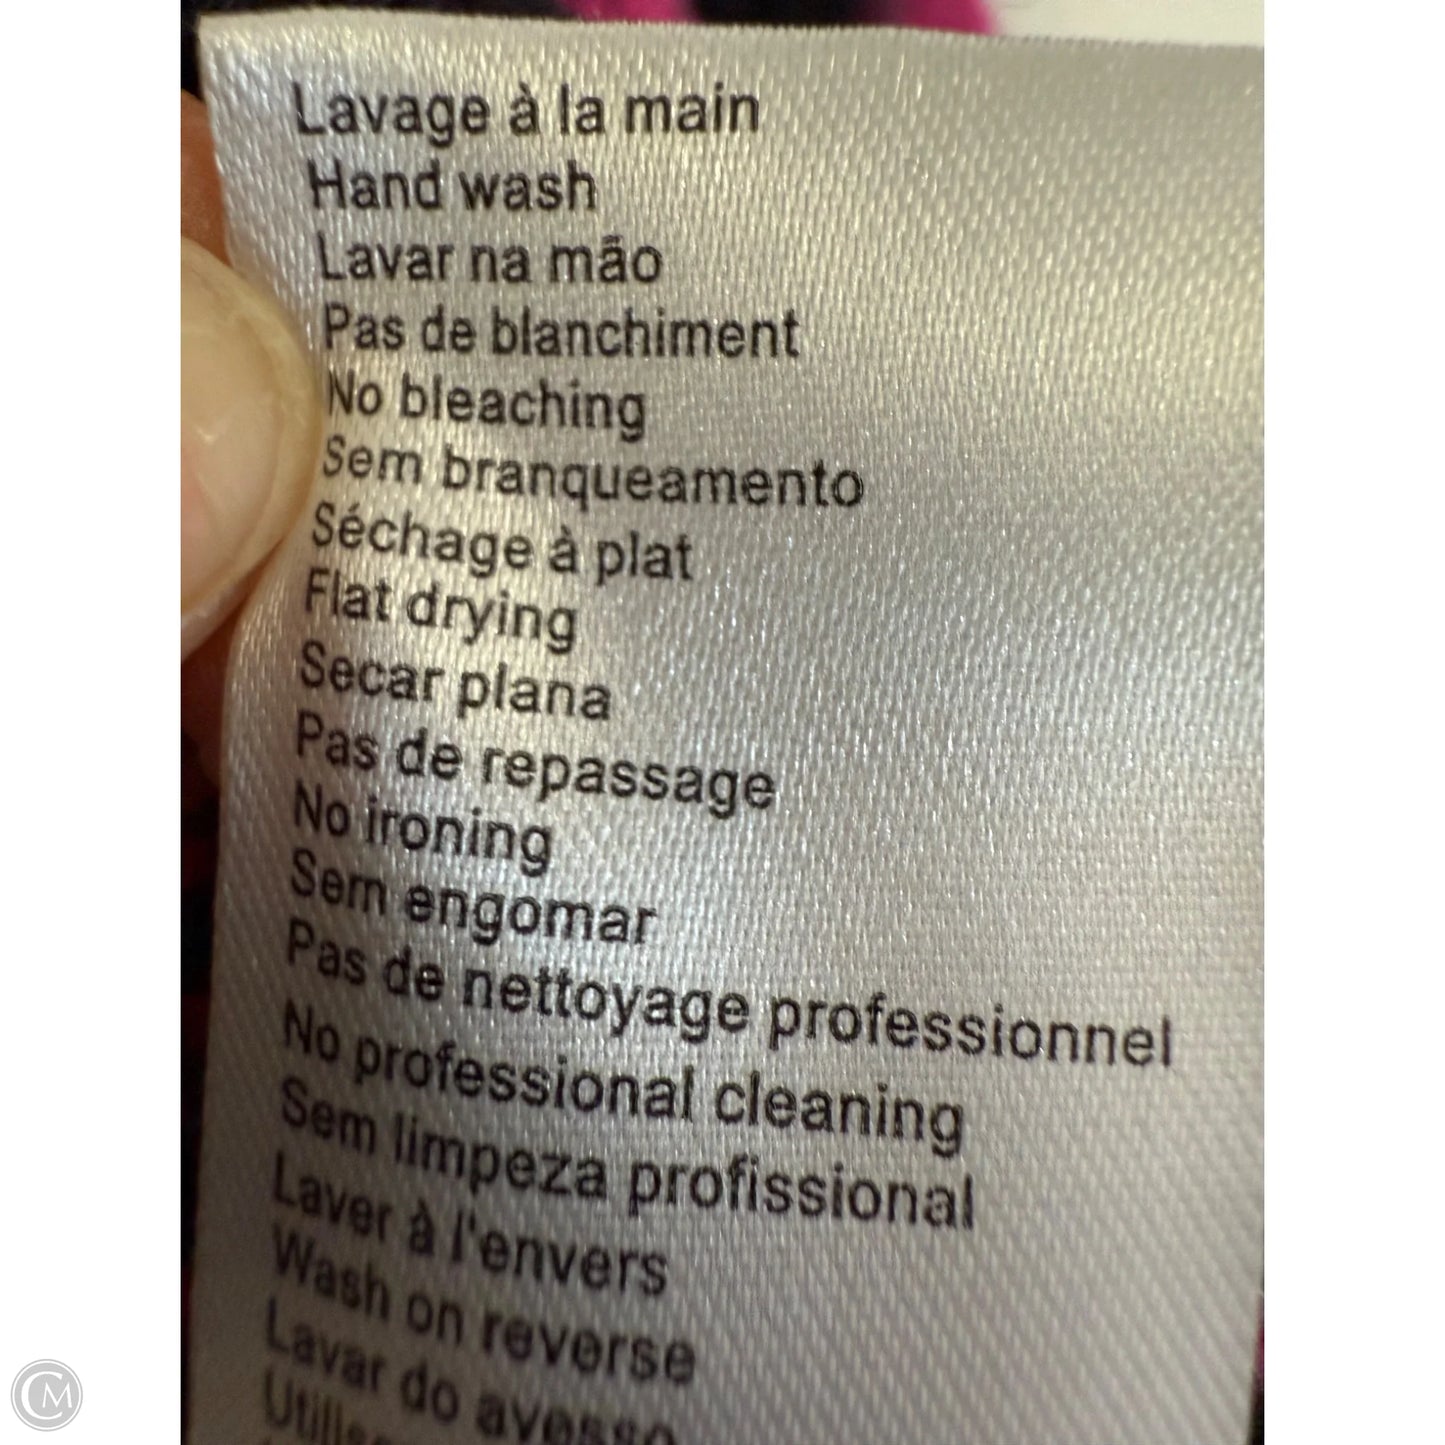 Lavage à la main
Hand wash
Lavar na mão
Pas de blanchiment
No bleaching
Sem branqueamento
Séchage à plat
Flat drying
Secar plana
Pas de repassage
No ironing
Sem engomar
Pas de nettoyage professionnel
No professional cleaning
Sem limpeza profissional
Laver à l'envers
Wash on reverse
Lavar do avesso
CM